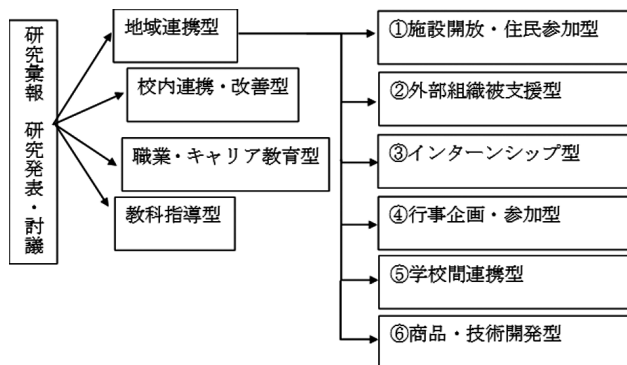 研究彙報　研究発表・討議
地域連携型
校内連携・改善型
職業・キャリア教育型
教科指導型
①施設開放・住民参加型
②外部組織被支援型
③インターンシップ型
④行事企画・参加型
⑤学校間連携型
⑥商品・技術開発型